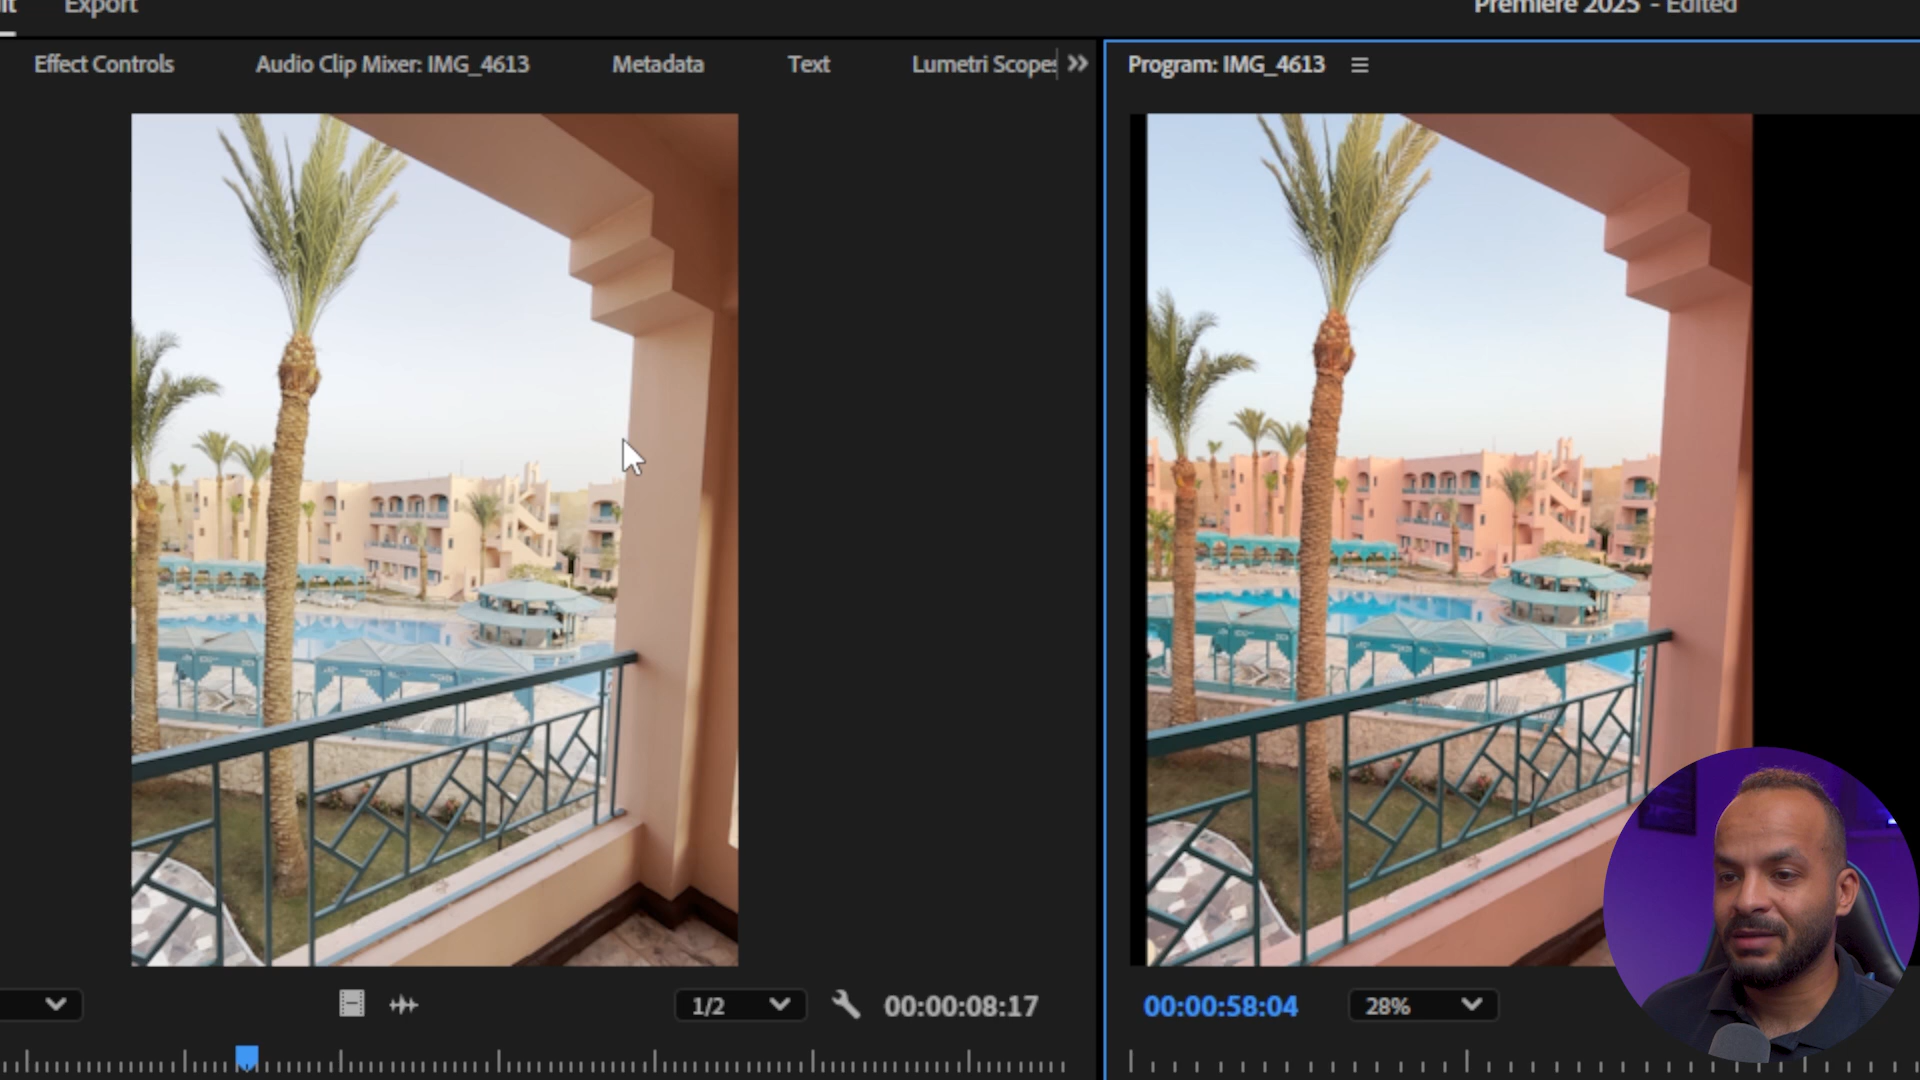 Export
Premiere 2025 - Edited
Effect Controls
Audio Clip Mixer: IMG_4613
Metadata
Text
Lumetri Scopes
Program: IMG_4613
1/2
00:00:08:17
00:00:58:04
28%